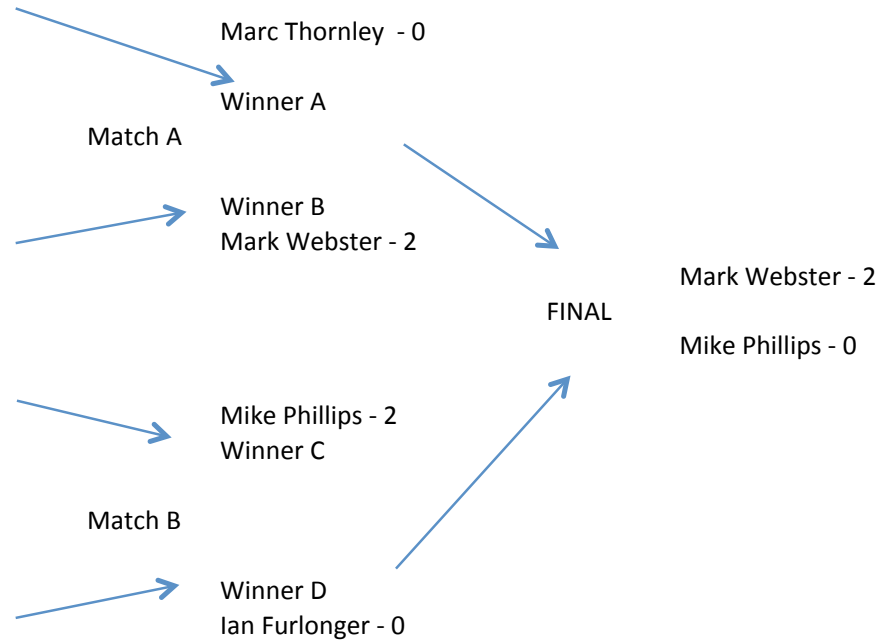 Marc Thornley - 0
Winner A
Match A
Winner B
Mark Webster - 2
Mark Webster - 2
FINAL
Mike Phillips - 0
Mike Phillips - 2
Winner C
Match B
Winner D
Ian Furlonger - 0